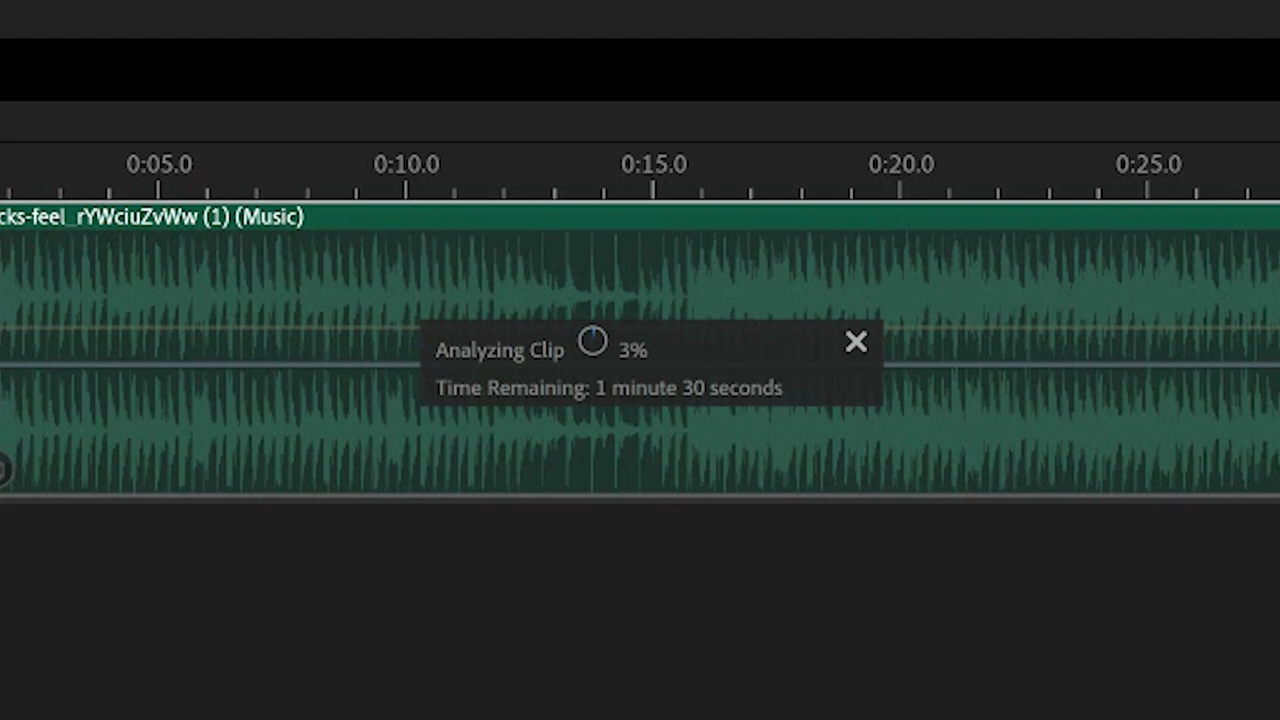 0:05.0 0:10.0 0:15.0 0:20.0 0:25.0
cks-feel_rYWciuZvWw (1) (Music)
Analyzing Clip 3%
Time Remaining: 1 minute 30 seconds